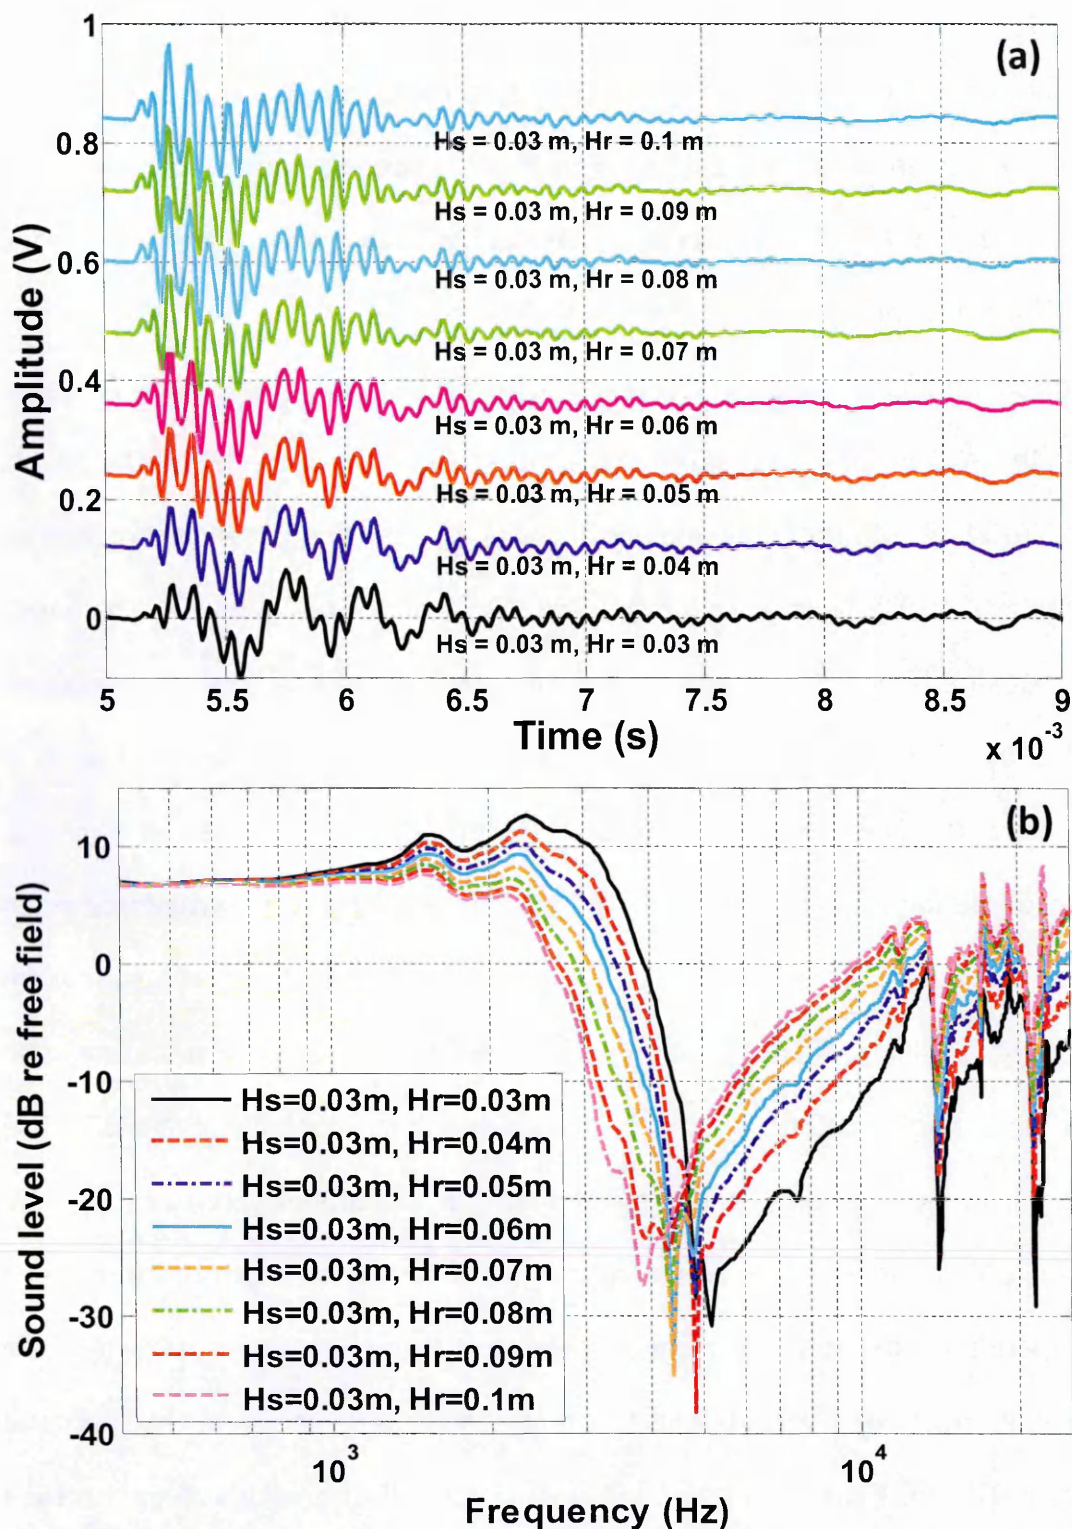 (a)
1
0.8
0.6
0.4
0.2
0
Amplitude (V)
Hs = 0.03 m, Hr = 0.1 m
Hs = 0.03 m, Hr = 0.09 m
Hs = 0.03 m, Hr = 0.08 m
Hs = 0.03 m, Hr = 0.07 m
Hs = 0.03 m, Hr = 0.06 m
Hs = 0.03 m, Hr = 0.05 m
Hs = 0.03 m, Hr = 0.04 m
Hs = 0.03 m, Hr = 0.03 m
5 5.5 6 6.5 7 7.5 8 8.5 9
Time (s)
x 10-3
(b)
10
0
-10
-20
-30
-40
Sound level (dB re free field)
Hs=0.03m, Hr=0.03m
Hs=0.03m, Hr=0.04m
Hs=0.03m, Hr=0.05m
Hs=0.03m, Hr=0.06m
Hs=0.03m, Hr=0.07m
Hs=0.03m, Hr=0.08m
Hs=0.03m, Hr=0.09m
Hs=0.03m, Hr=0.1m
10³ 10⁴
Frequency (Hz)